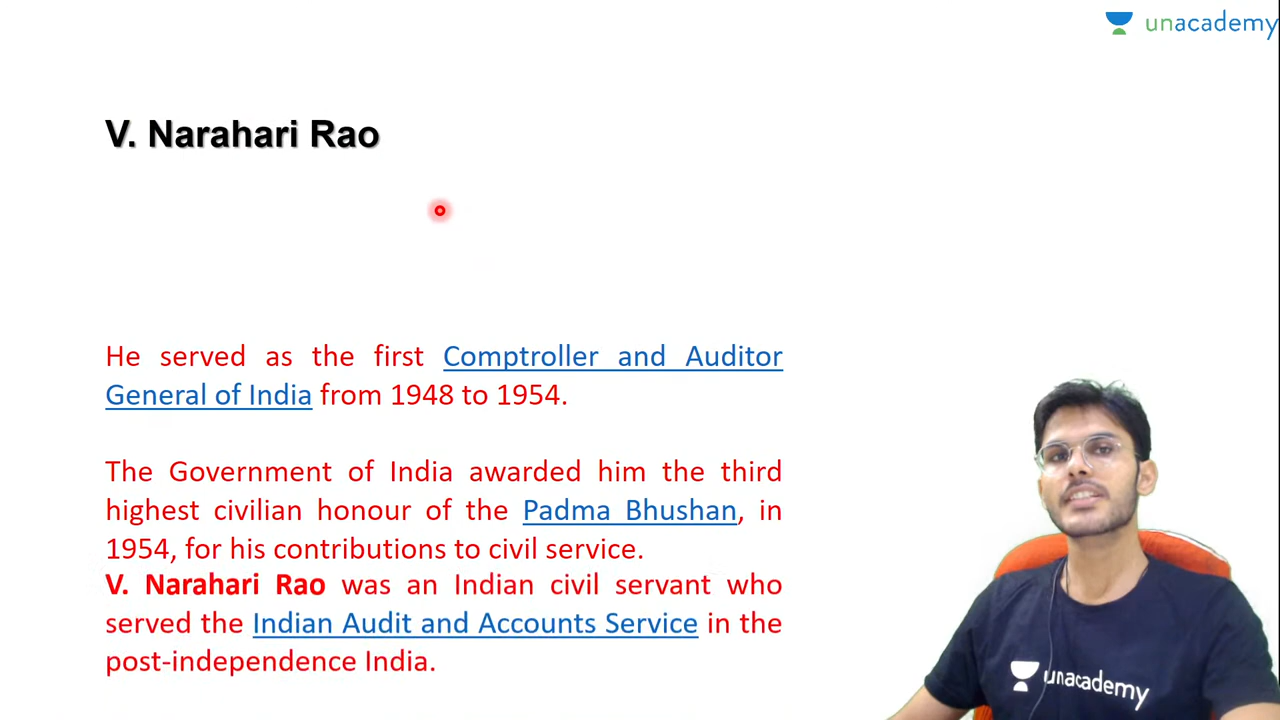 unacademy
V. Narahari Rao
He served as the first Comptroller and Auditor
General of India from 1948 to 1954.
The Government of India awarded him the third
highest civilian honour of the Padma Bhushan, in
1954, for his contributions to civil service.
V. Narahari Rao was an Indian civil servant who
served the Indian Audit and Accounts Service in the
post-independence India.
unacademy